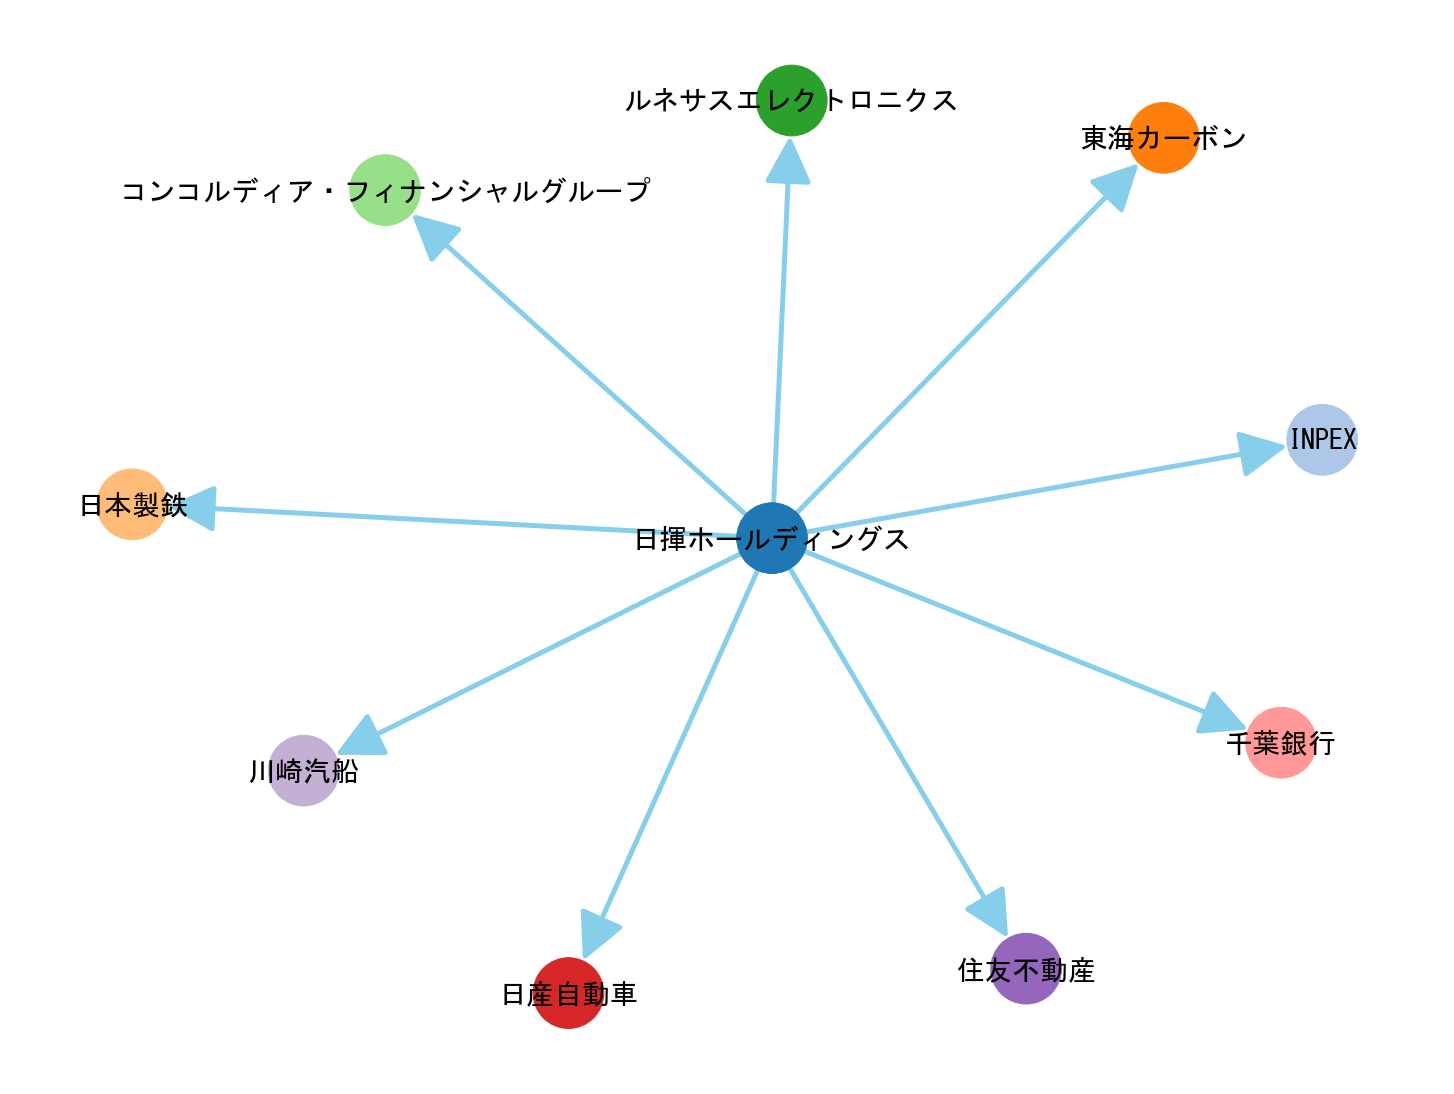 ルネサスエレクトロニクス
東海カーボン
コンコルディア・フィナンシャルグループ
INPEX
日本製鉄
日揮ホールディングス
千葉銀行
川崎汽船
住友不動産
日産自動車